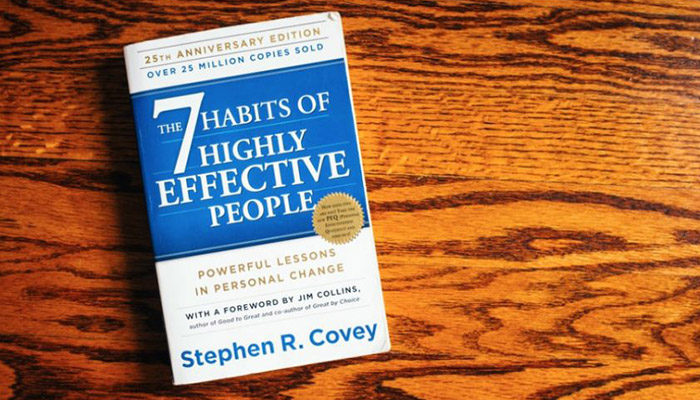 25TH ANNIVERSARY EDITION
OVER 25 MILLION COPIES SOLD
THE 7 HABITS OF
HIGHLY
EFFECTIVE
PEOPLE
POWERFUL LESSONS
IN PERSONAL CHANGE
WITH A FOREWORD BY JIM COLLINS,
author of Good to Great and co-author of Great by Choice
Stephen R. Covey